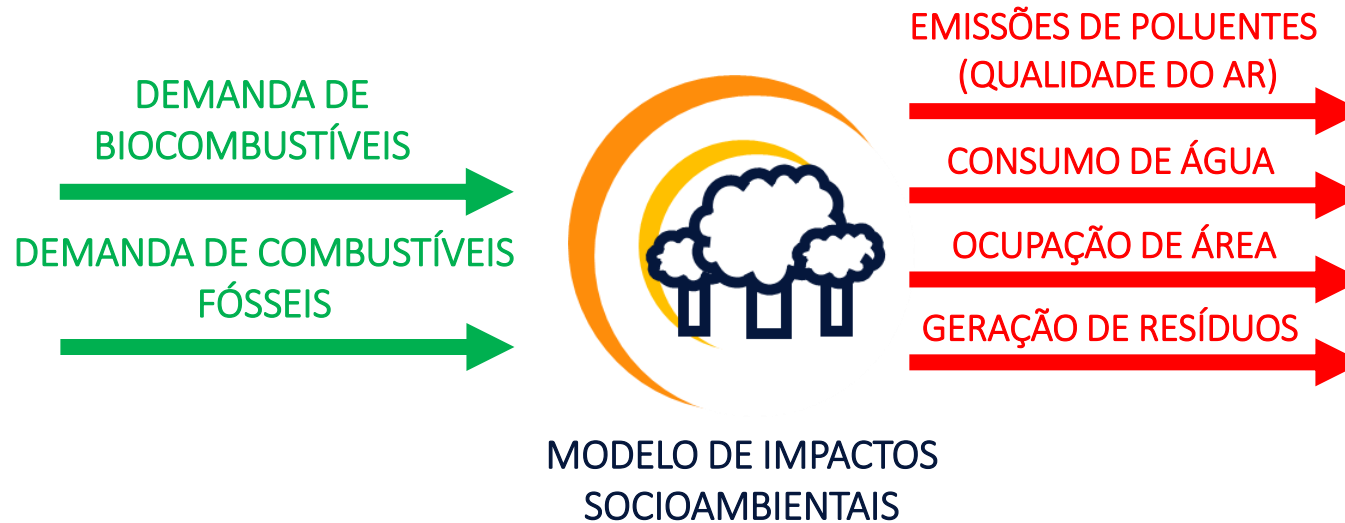 DEMANDA DE
BIOCOMBUSTÍVEIS
DEMANDA DE COMBUSTÍVEIS
FÓSSEIS
MODELO DE IMPACTOS
SOCIOAMBIENTAIS
EMISSÕES DE POLUENTES
(QUALIDADE DO AR)
CONSUMO DE ÁGUA
OCUPAÇÃO DE ÁREA
GERAÇÃO DE RESÍDUOS